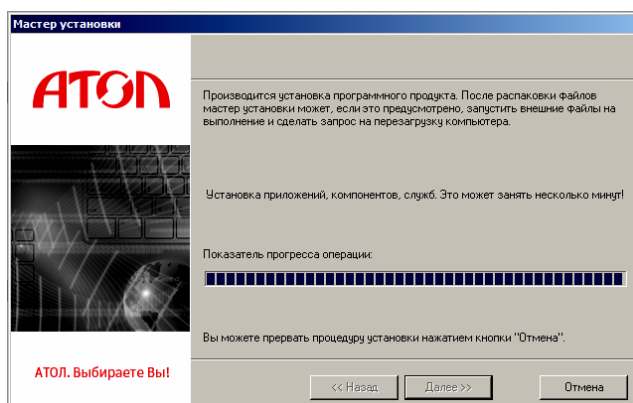 Мастер установки
АТОЛ
Производится установка программного продукта. После распаковки файлов
мастер установки может, если это предусмотрено, запустить внешние файлы на
выполнение и сделать запрос на перезагрузку компьютера.
Установка приложений, компонентов, служб. Это может занять несколько минут!
Показатель прогресса операции:
Вы можете прервать процедуру установки нажатием кнопки "Отмена".
АТОЛ. Выбираете Вы!
<< Назад
Далее >>
Отмена